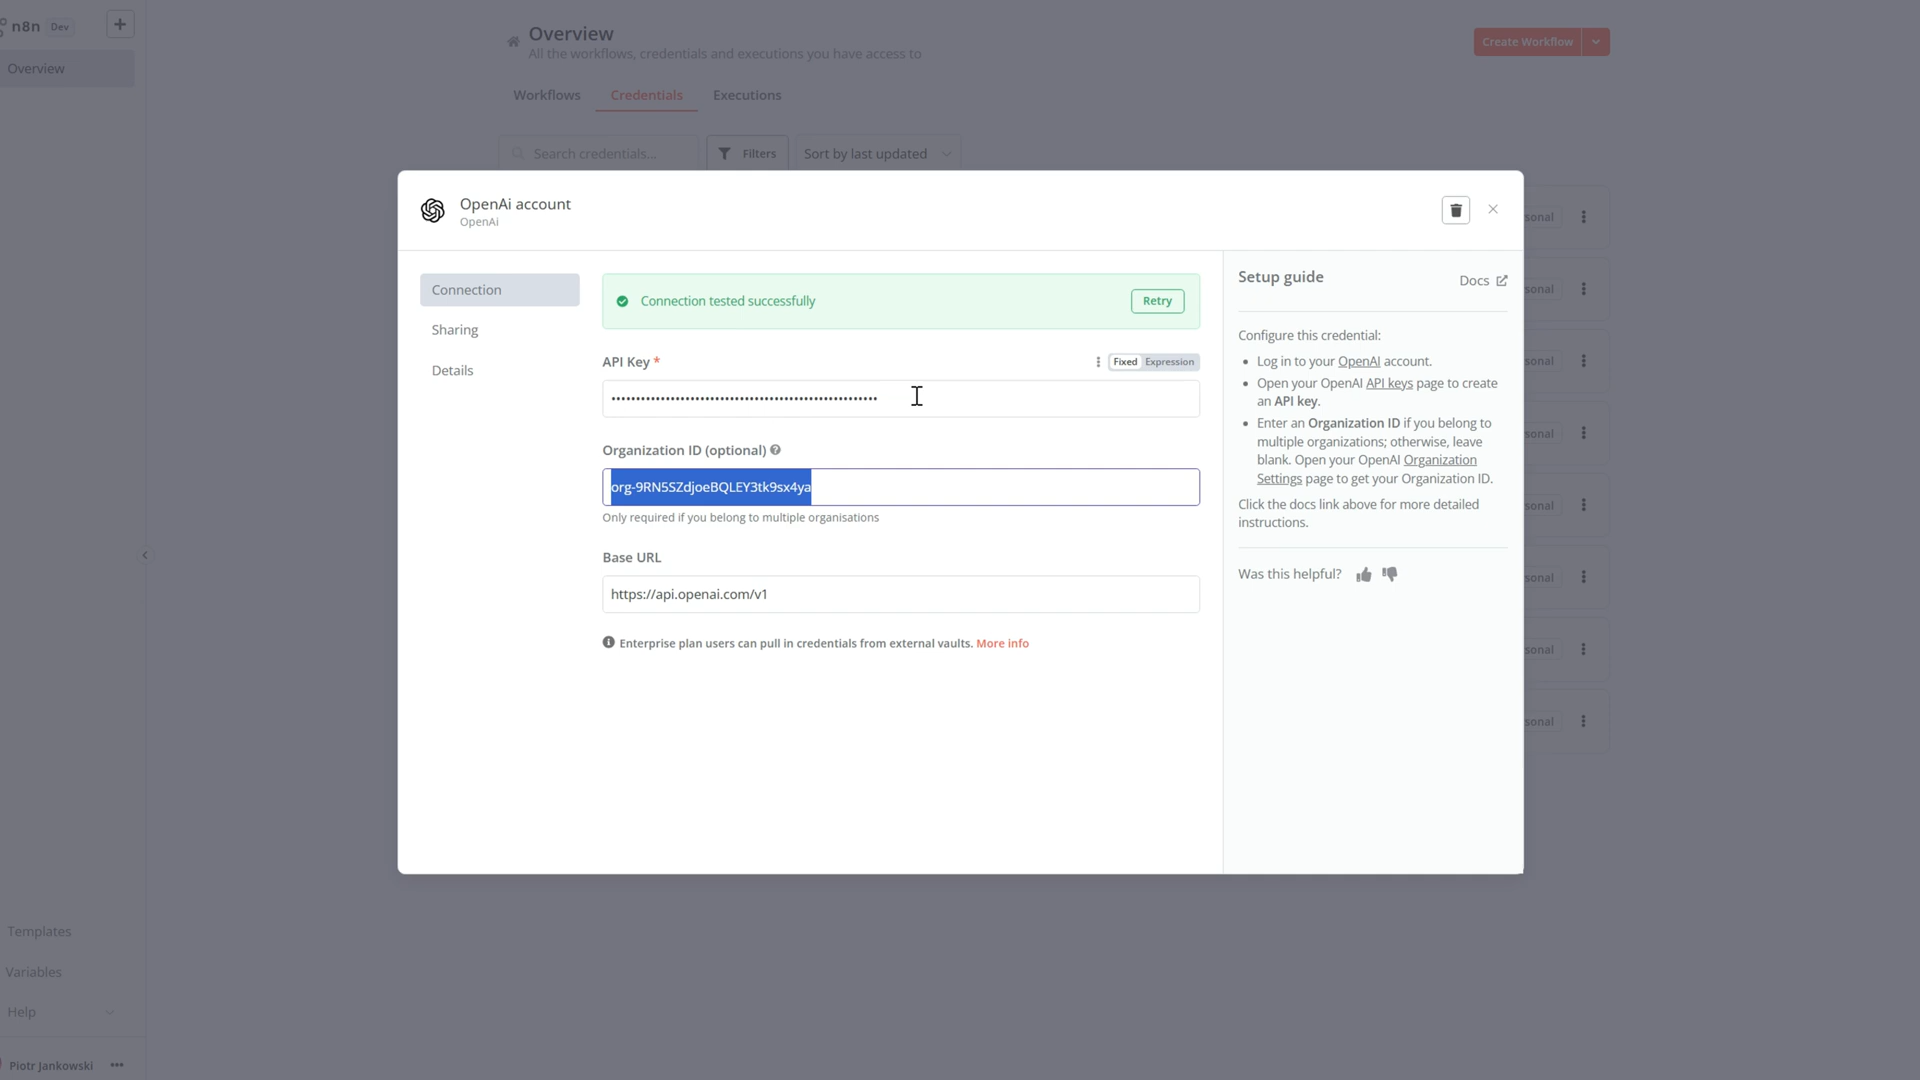 n8n Dev
Overview
Templates
Variables
Help
Piotr Jankowski
Overview
All the workflows, credentials and executions you have access to
Create Workflow
Workflows Credentials Executions
Search credentials... Filters Sort by last updated
OpenAi account
OpenAi
Connection
Sharing
Details
Connection tested successfully Retry
API Key * Fixed Expression
Organization ID (optional)
org-9RN5SZdjoeBQLEY3tk9sx4ya
Only required if you belong to multiple organisations
Base URL
https://api.openai.com/v1
Enterprise plan users can pull in credentials from external vaults. More info
Setup guide Docs
Configure this credential:
Log in to your OpenAI account.
Open your OpenAI API keys page to create
an API key.
Enter an Organization ID if you belong to
multiple organizations; otherwise, leave
blank. Open your OpenAI Organization
Settings page to get your Organization ID.
Click the docs link above for more detailed
instructions.
Was this helpful?
sonal
sonal
sonal
sonal
sonal
sonal
sonal
sonal